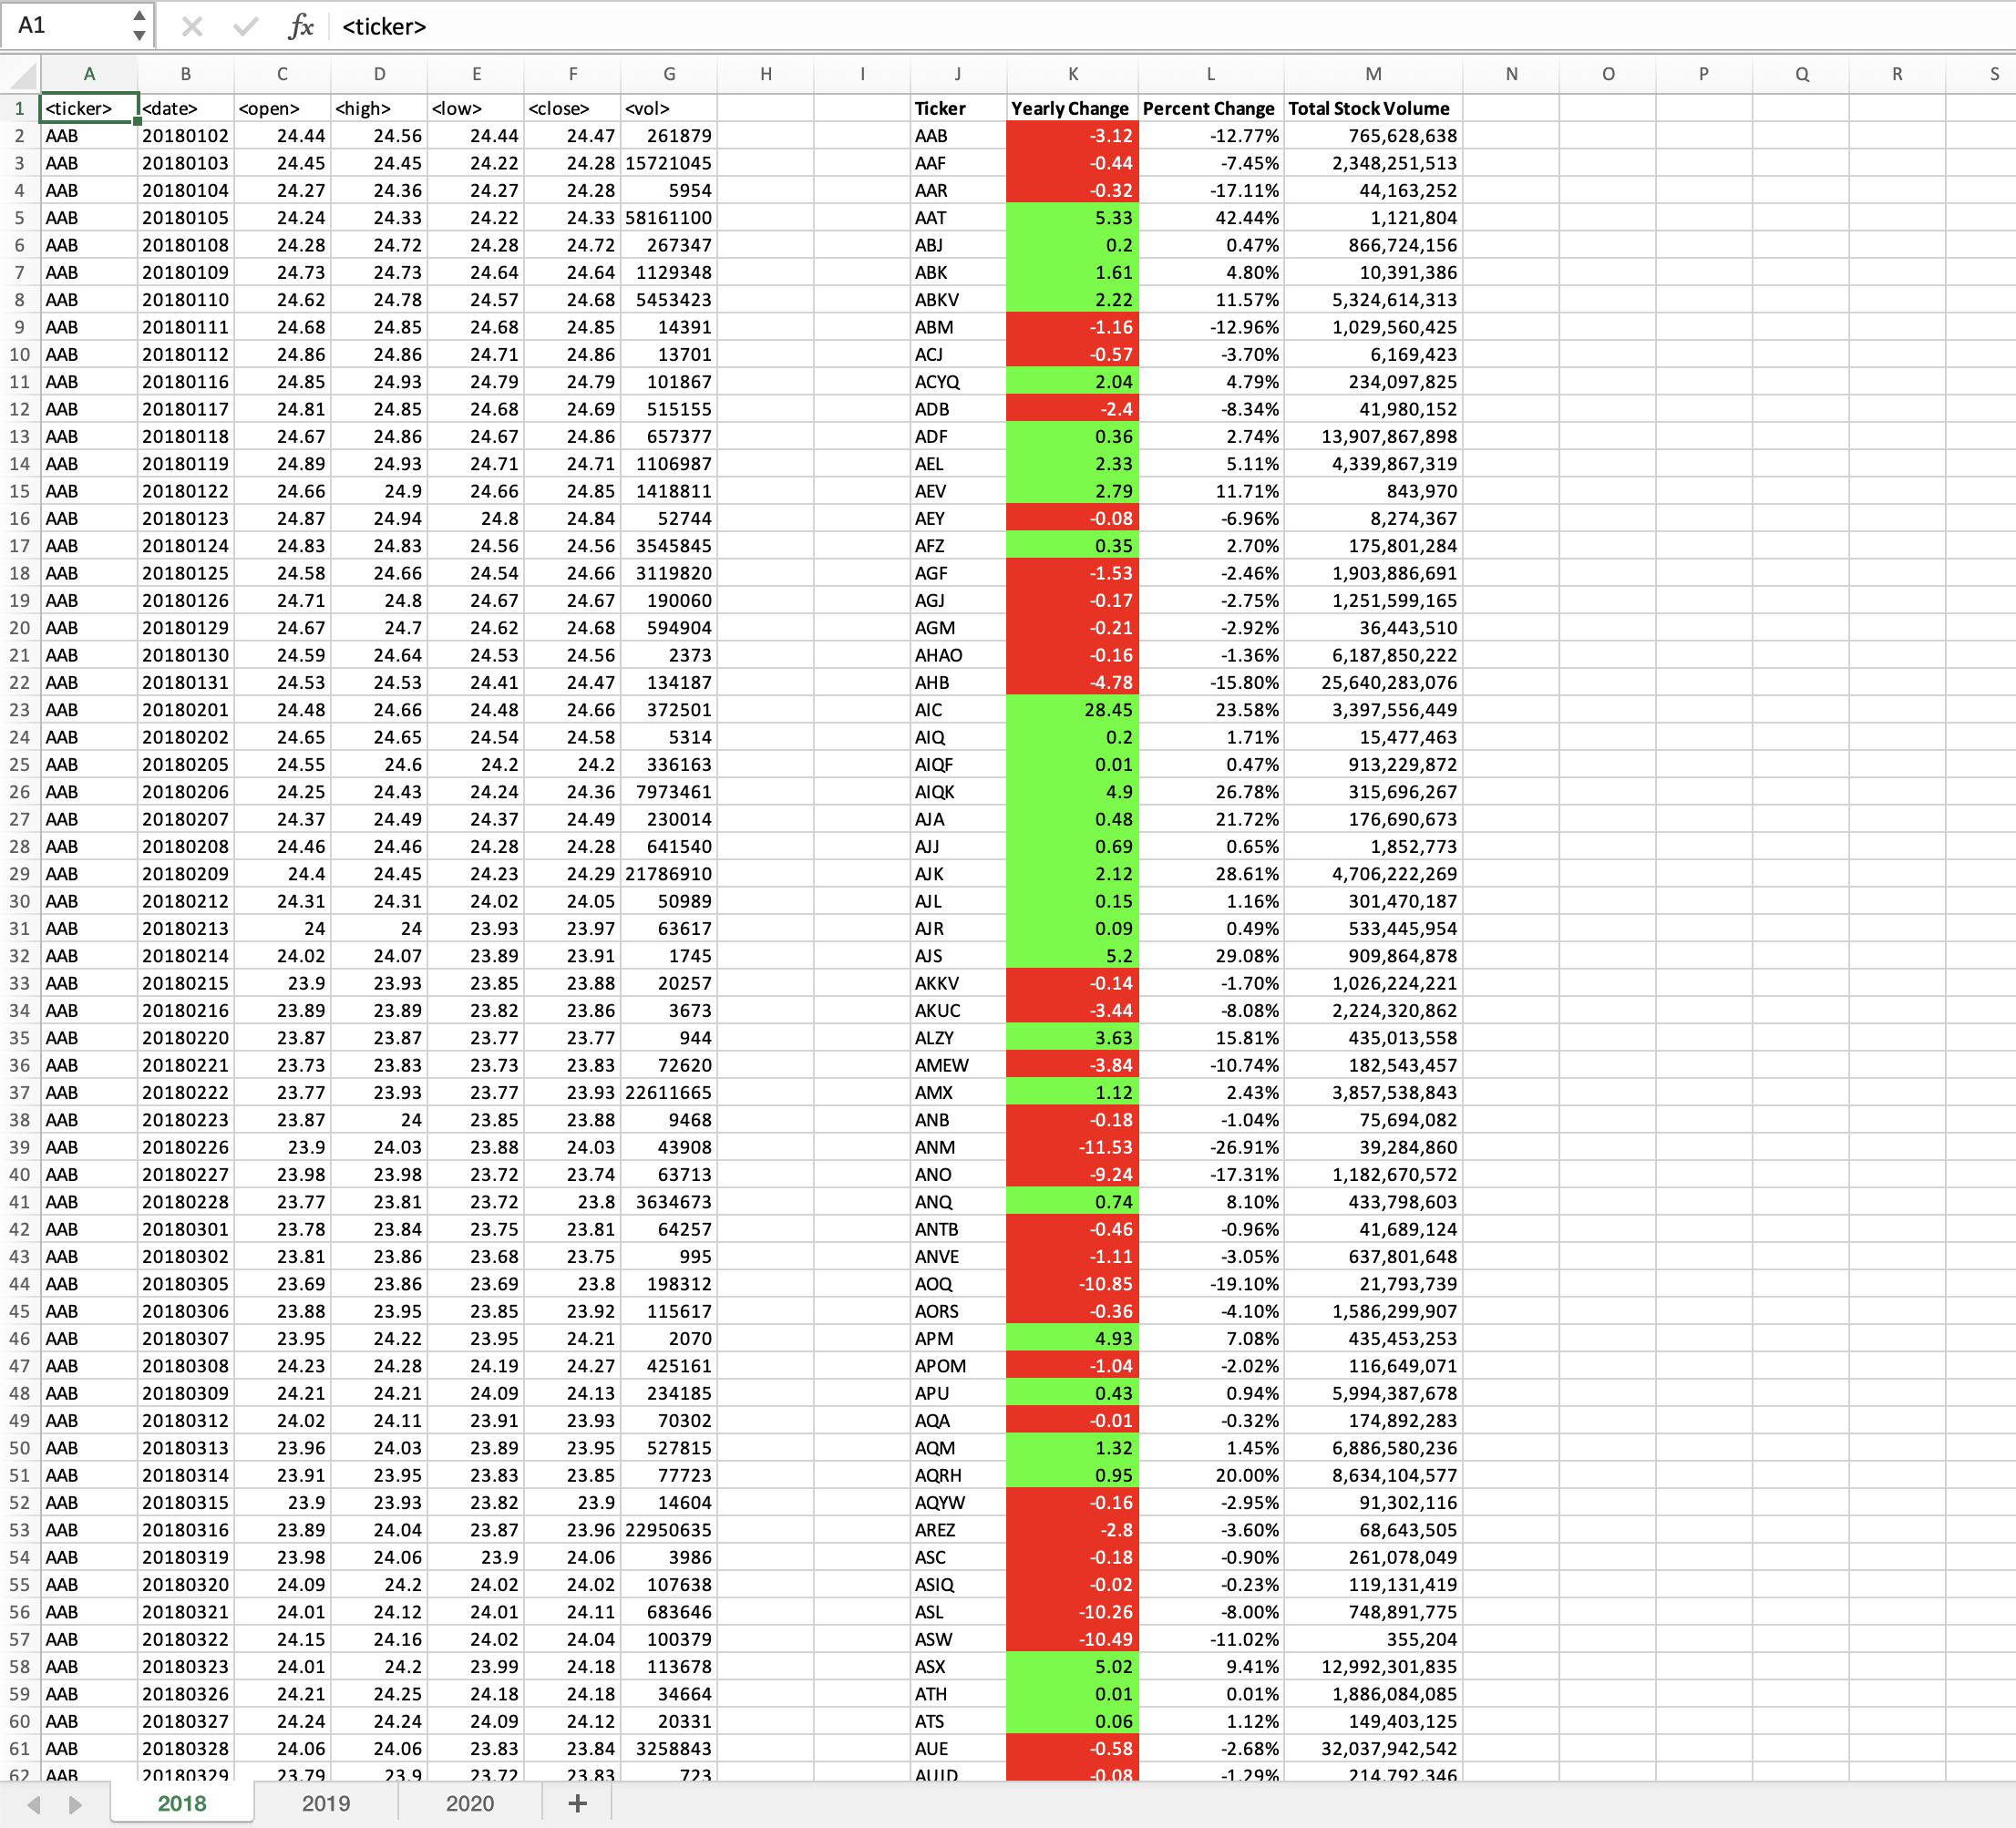 A1 fx <ticker>
A B C D E F G H I J K L M N O P Q R S
1 <ticker> <date> <open> <high> <low> <close> <vol> Ticker Yearly Change Percent Change Total Stock Volume
2 AAB 20180102 24.44 24.56 24.44 24.47 261879 AAB -3.12 -12.77% 765,628,638
3 AAB 20180103 24.45 24.45 24.22 24.28 15721045 AAF -0.44 -7.45% 2,348,251,513
4 AAB 20180104 24.27 24.36 24.27 24.28 5954 AAR -0.32 -17.11% 44,163,252
5 AAB 20180105 24.24 24.33 24.22 24.33 58161100 AAT 5.33 42.44% 1,121,804
6 AAB 20180108 24.28 24.72 24.28 24.72 267347 ABJ 0.2 0.47% 866,724,156
7 AAB 20180109 24.73 24.73 24.64 24.64 1129348 ABK 1.61 4.80% 10,391,386
8 AAB 20180110 24.62 24.78 24.57 24.68 5453423 ABKV 2.22 11.57% 5,324,614,313
9 AAB 20180111 24.68 24.85 24.68 24.85 14391 ABM -1.16 -12.96% 1,029,560,425
10 AAB 20180112 24.86 24.86 24.71 24.86 13701 ACJ -0.57 -3.70% 6,169,423
11 AAB 20180116 24.85 24.93 24.79 24.79 101867 ACYQ 2.04 4.79% 234,097,825
12 AAB 20180117 24.81 24.85 24.68 24.69 515155 ADB -2.4 -8.34% 41,980,152
13 AAB 20180118 24.67 24.86 24.67 24.86 657377 ADF 0.36 2.74% 13,907,867,898
14 AAB 20180119 24.89 24.93 24.71 24.71 1106987 AEL 2.33 5.11% 4,339,867,319
15 AAB 20180122 24.66 24.9 24.66 24.85 1418811 AEV 2.79 11.71% 843,970
16 AAB 20180123 24.87 24.94 24.8 24.84 52744 AEY -0.08 -6.96% 8,274,367
17 AAB 20180124 24.83 24.83 24.56 24.56 3545845 AFZ 0.35 2.70% 175,801,284
18 AAB 20180125 24.58 24.66 24.54 24.66 3119820 AGF -1.53 -2.46% 1,903,886,691
19 AAB 20180126 24.71 24.8 24.67 24.67 190060 AGJ -0.17 -2.75% 1,251,599,165
20 AAB 20180129 24.67 24.7 24.62 24.68 594904 AGM -0.21 -2.92% 36,443,510
21 AAB 20180130 24.59 24.64 24.53 24.56 2373 AHAO -0.16 -1.36% 6,187,850,222
22 AAB 20180131 24.53 24.53 24.41 24.47 134187 AHB -4.78 -15.80% 25,640,283,076
23 AAB 20180201 24.48 24.66 24.48 24.66 372501 AIC 28.45 23.58% 3,397,556,449
24 AAB 20180202 24.65 24.65 24.54 24.58 5314 AIQ 0.2 1.71% 15,477,463
25 AAB 20180205 24.55 24.6 24.2 24.2 336163 AIQF 0.01 0.47% 913,229,872
26 AAB 20180206 24.25 24.43 24.24 24.36 7973461 AIQK 4.9 26.78% 315,696,267
27 AAB 20180207 24.37 24.49 24.37 24.49 230014 AJA 0.48 21.72% 176,690,673
28 AAB 20180208 24.46 24.46 24.28 24.28 641540 AJJ 0.69 0.65% 1,852,773
29 AAB 20180209 24.4 24.45 24.23 24.29 21786910 AJK 2.12 28.61% 4,706,222,269
30 AAB 20180212 24.31 24.31 24.02 24.05 50989 AJL 0.15 1.16% 301,470,187
31 AAB 20180213 24 24 23.93 23.97 63617 AJR 0.09 0.49% 533,445,954
32 AAB 20180214 24.02 24.07 23.89 23.91 1745 AJS 5.2 29.08% 909,864,878
33 AAB 20180215 23.9 23.93 23.85 23.88 20257 AKKV -0.14 -1.70% 1,026,224,221
34 AAB 20180216 23.89 23.89 23.82 23.86 3673 AKUC -3.44 -8.08% 2,224,320,862
35 AAB 20180220 23.87 23.87 23.77 23.77 944 ALZY 3.63 15.81% 435,013,558
36 AAB 20180221 23.73 23.83 23.73 23.83 72620 AMEW -3.84 -10.74% 182,543,457
37 AAB 20180222 23.77 23.93 23.77 23.93 22611665 AMX 1.12 2.43% 3,857,538,843
38 AAB 20180223 23.87 24 23.85 23.88 9468 ANB -0.18 -1.04% 75,694,082
39 AAB 20180226 23.9 24.03 23.88 24.03 43908 ANM -11.53 -26.91% 39,284,860
40 AAB 20180227 23.98 23.98 23.72 23.74 63713 ANO -9.24 -17.31% 1,182,670,572
41 AAB 20180228 23.77 23.81 23.72 23.8 3634673 ANQ 0.74 8.10% 433,798,603
42 AAB 20180301 23.78 23.84 23.75 23.81 64257 ANTB -0.46 -0.96% 41,689,124
43 AAB 20180302 23.81 23.86 23.68 23.75 995 ANVE -1.11 -3.05% 637,801,648
44 AAB 20180305 23.69 23.86 23.69 23.8 198312 AOQ -10.85 -19.10% 21,793,739
45 AAB 20180306 23.88 23.95 23.85 23.92 115617 AORS -0.36 -4.10% 1,586,299,907
46 AAB 20180307 23.95 24.22 23.95 24.21 2070 APM 4.93 7.08% 435,453,253
47 AAB 20180308 24.23 24.28 24.19 24.27 425161 APOM -1.04 -2.02% 116,649,071
48 AAB 20180309 24.21 24.21 24.09 24.13 234185 APU 0.43 0.94% 5,994,387,678
49 AAB 20180312 24.02 24.11 23.91 23.93 70302 AQA -0.01 -0.32% 174,892,283
50 AAB 20180313 23.96 24.03 23.89 23.95 527815 AQM 1.32 1.45% 6,886,580,236
51 AAB 20180314 23.91 23.95 23.83 23.85 77723 AQRH 0.95 20.00% 8,634,104,577
52 AAB 20180315 23.9 23.93 23.82 23.9 14604 AQYW -0.16 -2.95% 91,302,116
53 AAB 20180316 23.89 24.04 23.87 23.96 22950635 AREZ -2.8 -3.60% 68,643,505
54 AAB 20180319 23.98 24.06 23.9 24.06 3986 ASC -0.18 -0.90% 261,078,049
55 AAB 20180320 24.09 24.2 24.02 24.02 107638 ASIQ -0.02 -0.23% 119,131,419
56 AAB 20180321 24.01 24.12 24.01 24.11 683646 ASL -10.26 -8.00% 748,891,775
57 AAB 20180322 24.15 24.16 24.02 24.04 100379 ASW -10.49 -11.02% 355,204
58 AAB 20180323 24.01 24.2 23.99 24.18 113678 ASX 5.02 9.41% 12,992,301,835
59 AAB 20180326 24.21 24.25 24.18 24.18 34664 ATH 0.01 0.01% 1,886,084,085
60 AAB 20180327 24.24 24.24 24.09 24.12 20331 ATS 0.06 1.12% 149,403,125
61 AAB 20180328 24.06 24.06 23.83 23.84 3258843 AUE -0.58 -2.68% 32,037,942,542
62 AAB 20180329 23.79 23.9 23.72 23.83 723 AUID -0.08 -1.29% 214,792,346
2018 2019 2020 +